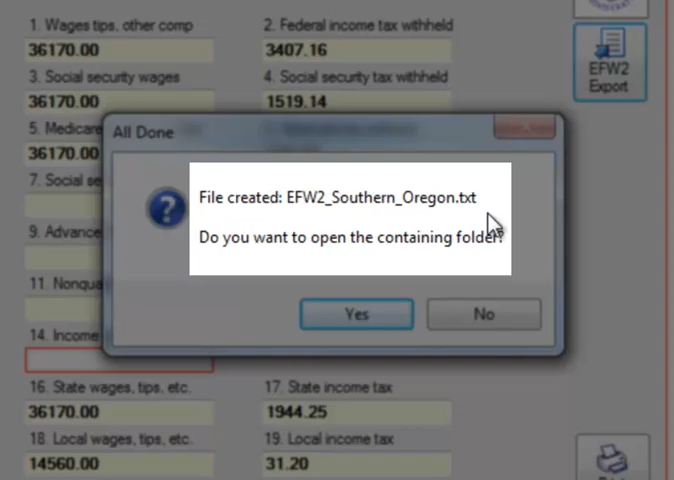 1. Wages tips, other comp
2. Federal income tax withheld
36170.00
3407.16
3. Social security wages
4. Social security tax withheld
36170.00
1519.14
EFW2
Export
5. Medicare
36170.00
All Done
7. Social se
File created: EFW2_Southern_Oregon.txt
Do you want to open the containing folder?
9. Advance
11. Nonqua
Yes
No
14. Income
16. State wages, tips, etc.
17. State income tax
36170.00
1944.25
18. Local wages, tips, etc.
19. Local income tax
14560.00
31.20